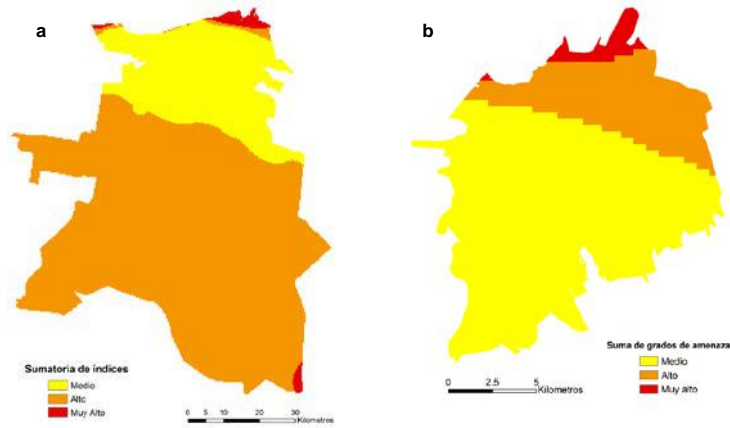 a
b
Sumatoria de índices
Medio
Alto
Muy Alto
0 5 10 20 30
Kilometros
Suma de grados de amenaza
Medio
Alto
Muy alto
0 2.5 5
Kilometros